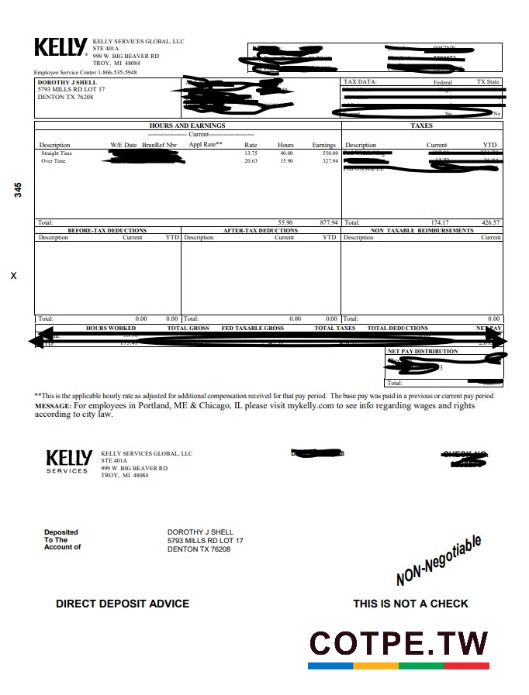 KELLY KELLY SERVICES GLOBAL, LLC
STE 401A
999 W. BIG BEAVER RD
TROY, MI 48084
Employee Service Center 1-866-535-5948
DOROTHY J SHELL
5793 MILLS RD LOT 17
DENTON TX 76208
TAX DATA: Federal TX State
No No
HOURS AND EARNINGS TAXES
Current
Description W/E Date BranRef Nbr Appl Rate** Rate Hours Earnings Description Current YTD
Straight Time 13.75 40.00 550.00
Over Time 20.63 15.90 327.94
Total: 55.90 877.94 Total: 174.17 426.57
BEFORE-TAX DEDUCTIONS AFTER-TAX DEDUCTIONS NON TAXABLE REIMBURSEMENTS
Description Current YTD Description Current YTD Description Current
Total: 0.00 0.00 Total: 0.00 0.00 Total: 0.00
HOURS WORKED TOTAL GROSS FED TAXABLE GROSS TOTAL TAXES TOTAL DEDUCTIONS NET PAY
NET PAY DISTRIBUTION
Total:
**This is the applicable hourly rate as adjusted for additional compensation received for that pay period. The base pay was paid in a previous or current pay period
MESSAGE: For employees in Portland, ME & Chicago, IL please visit mykelly.com to see info regarding wages and rights
according to city law.
345
X
KELLY SERVICES KELLY SERVICES GLOBAL, LLC
STE 401A
999 W. BIG BEAVER RD
TROY, MI 48084
CHECK NO.
Deposited
To The
Account of
DOROTHY J SHELL
5793 MILLS RD LOT 17
DENTON TX 76208
NON-Negotiable
DIRECT DEPOSIT ADVICE THIS IS NOT A CHECK
COTPE.TW